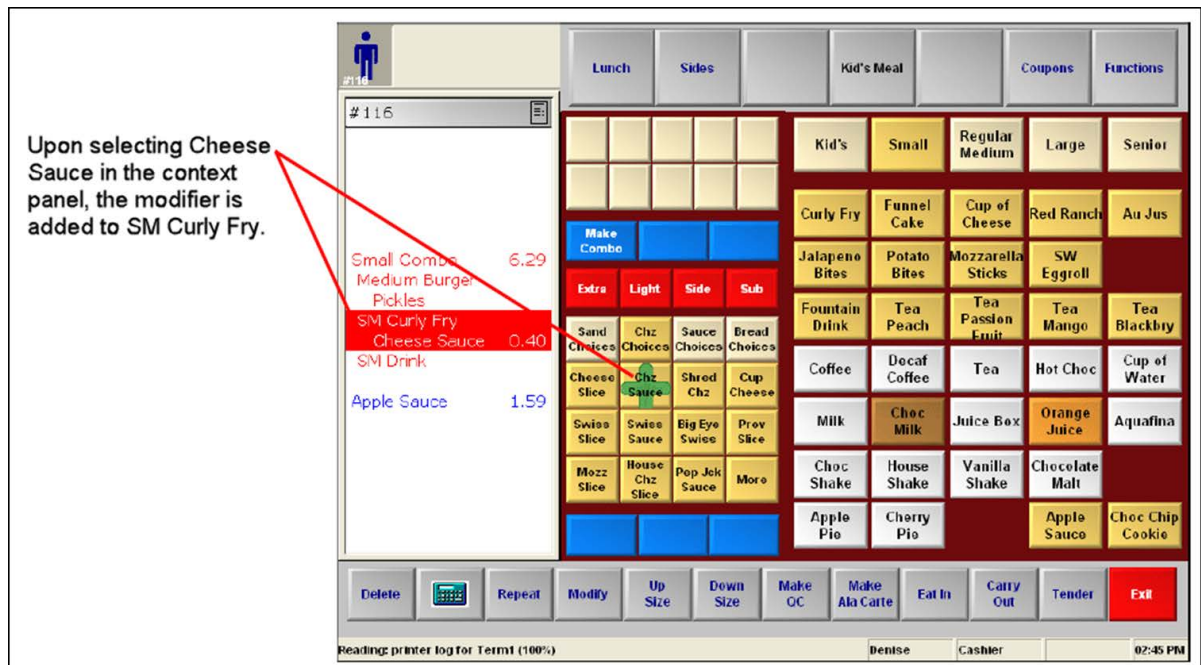 Upon selecting Cheese
Sauce in the context
panel, the modifier is
added to SM Curly Fry.
#116
#116
Small Combo 6.29
Medium Burger
Pickles
SM Curly Fry
Cheese Sauce 0.40
SM Drink
Apple Sauce 1.59
Lunch Sides Kid's Meal Coupons Functions
Make
Combo
Extra Light Side Sub
Sand Chz Sauce Bread
Choices Choices Choices Choices
Cheese Chz Shred Cup
Slice Sauce Chz Cheese
Swiss Swiss Big Eye Prov
Slice Sauce Swiss Slice
Mozz House Pep Jck More
Slice Chz Sauce
Slice
Kid's Small Regular Large Senior
Medium
Curly Fry Funnel Cup of Red Ranch Au Jus
Cake Cheese
Jalapeno Potato Mozzarella SW
Bites Bites Sticks Eggroll
Fountain Tea Tea Tea Tea
Drink Peach Passion Mango Blackbry
Fruit
Coffee Decaf Tea Hot Choc Cup of
Coffee Water
Milk Choc Juice Box Orange Aquafina
Milk Juice
Choc House Vanilla Chocolate
Shake Shake Shake Malt
Apple Cherry Apple Choc Chip
Pie Pie Sauce Cookie
Delete Repeat Modify Up Down Make Make Eat In Carry Tender Exit
Size Size QC Ala Carte Out
Reading: printer log for Term1 (100%) Denise Cashier 02:45 PM